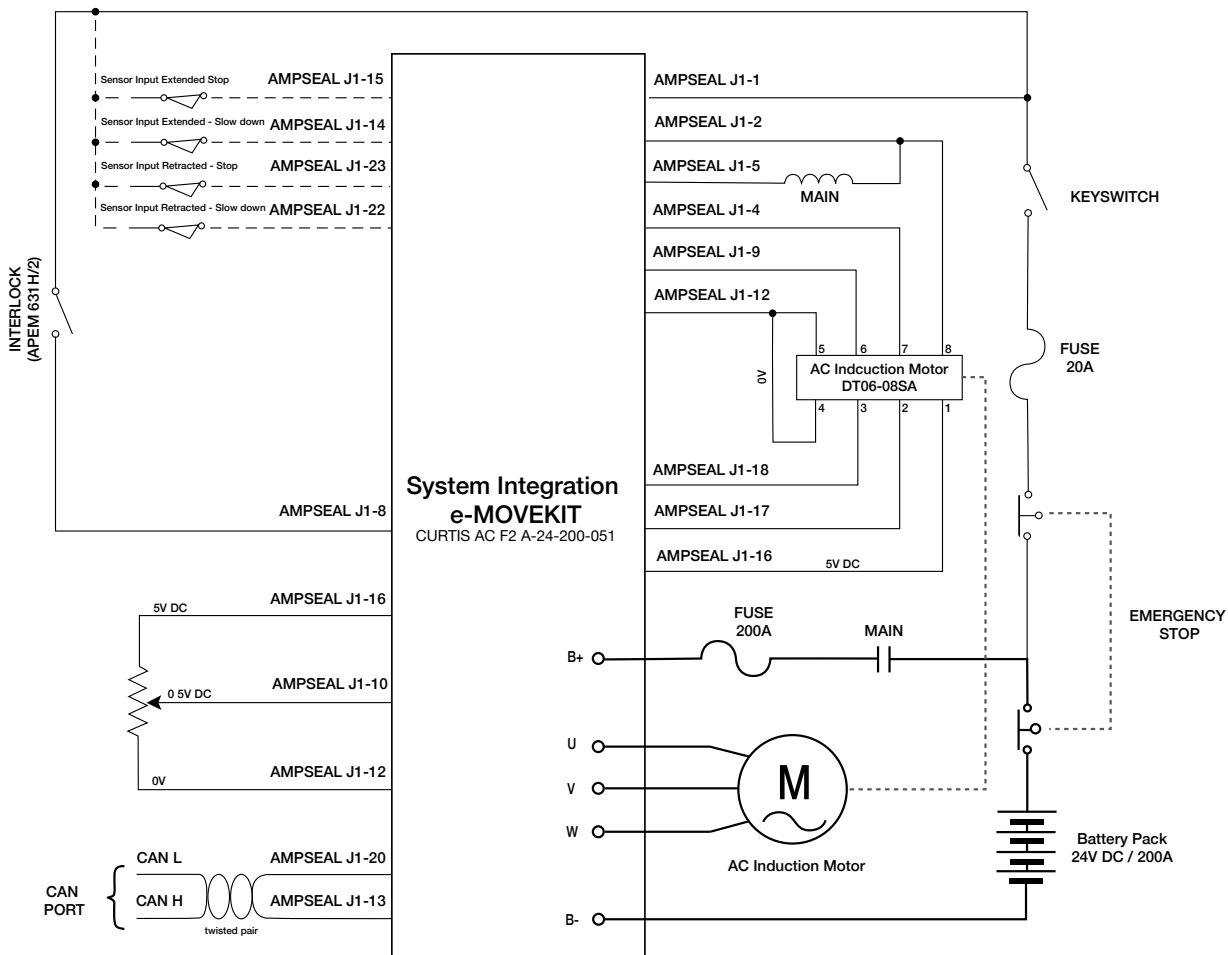 Sensor Input Extended Stop
AMPSEAL J1-15
Sensor Input Extended - Slow down
AMPSEAL J1-14
Sensor Input Retracted - Stop
AMPSEAL J1-23
Sensor Input Retracted - Slow down
AMPSEAL J1-22
INTERLOCK
(APEM 631H/2)
AMPSEAL J1-8
AMPSEAL J1-16
5V DC
AMPSEAL J1-10
0 5V DC
AMPSEAL J1-12
0V
CAN L
AMPSEAL J1-20
CAN PORT
CAN H
AMPSEAL J1-13
twisted pair
System Integration
e-MOVEKIT
CURTIS AC F2 A-24-200-051
AMPSEAL J1-1
AMPSEAL J1-2
AMPSEAL J1-5
MAIN
AMPSEAL J1-4
AMPSEAL J1-9
AMPSEAL J1-12
0V
5 6 7 8
AC Indcuction Motor
DT06-08SA
4 3 2 1
AMPSEAL J1-18
AMPSEAL J1-17
AMPSEAL J1-16
5V DC
KEYSWITCH
FUSE
20A
EMERGENCY
STOP
FUSE
200A
MAIN
B+
U
V
W
M
AC Induction Motor
B-
Battery Pack
24V DC / 200A